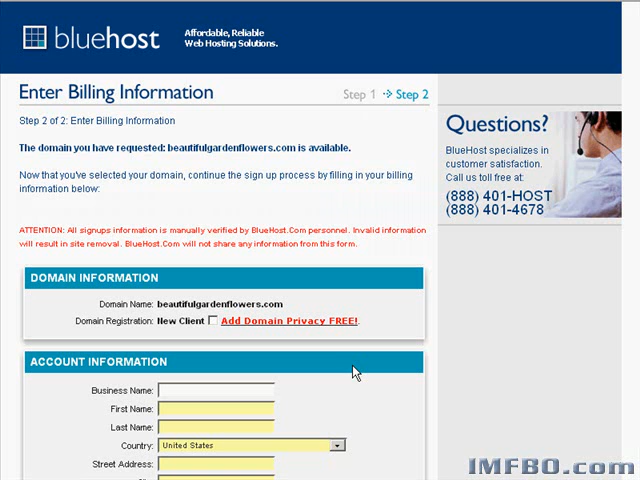 bluehost
Affordable, Reliable
Web Hosting Solutions.
Enter Billing Information
Step 1 Step 2
Step 2 of 2: Enter Billing Information
The domain you have requested: beautifulgardenflowers.com is available.
Now that you've selected your domain, continue the sign up process by filling in your billing
information below:
ATTENTION: All signups information is manually verified by BlueHost.Com personnel. Invalid information
will result in site removal. BlueHost.Com will not share any information from this form.
Questions?
BlueHost specializes in
customer satisfaction.
Call us toll free at:
(888) 401-HOST
(888) 401-4678
DOMAIN INFORMATION
Domain Name: beautifulgardenflowers.com
Domain Registration: New Client Add Domain Privacy FREE!.
ACCOUNT INFORMATION
Business Name:
First Name:
Last Name:
Country: United States
Street Address:
IMFBO.com